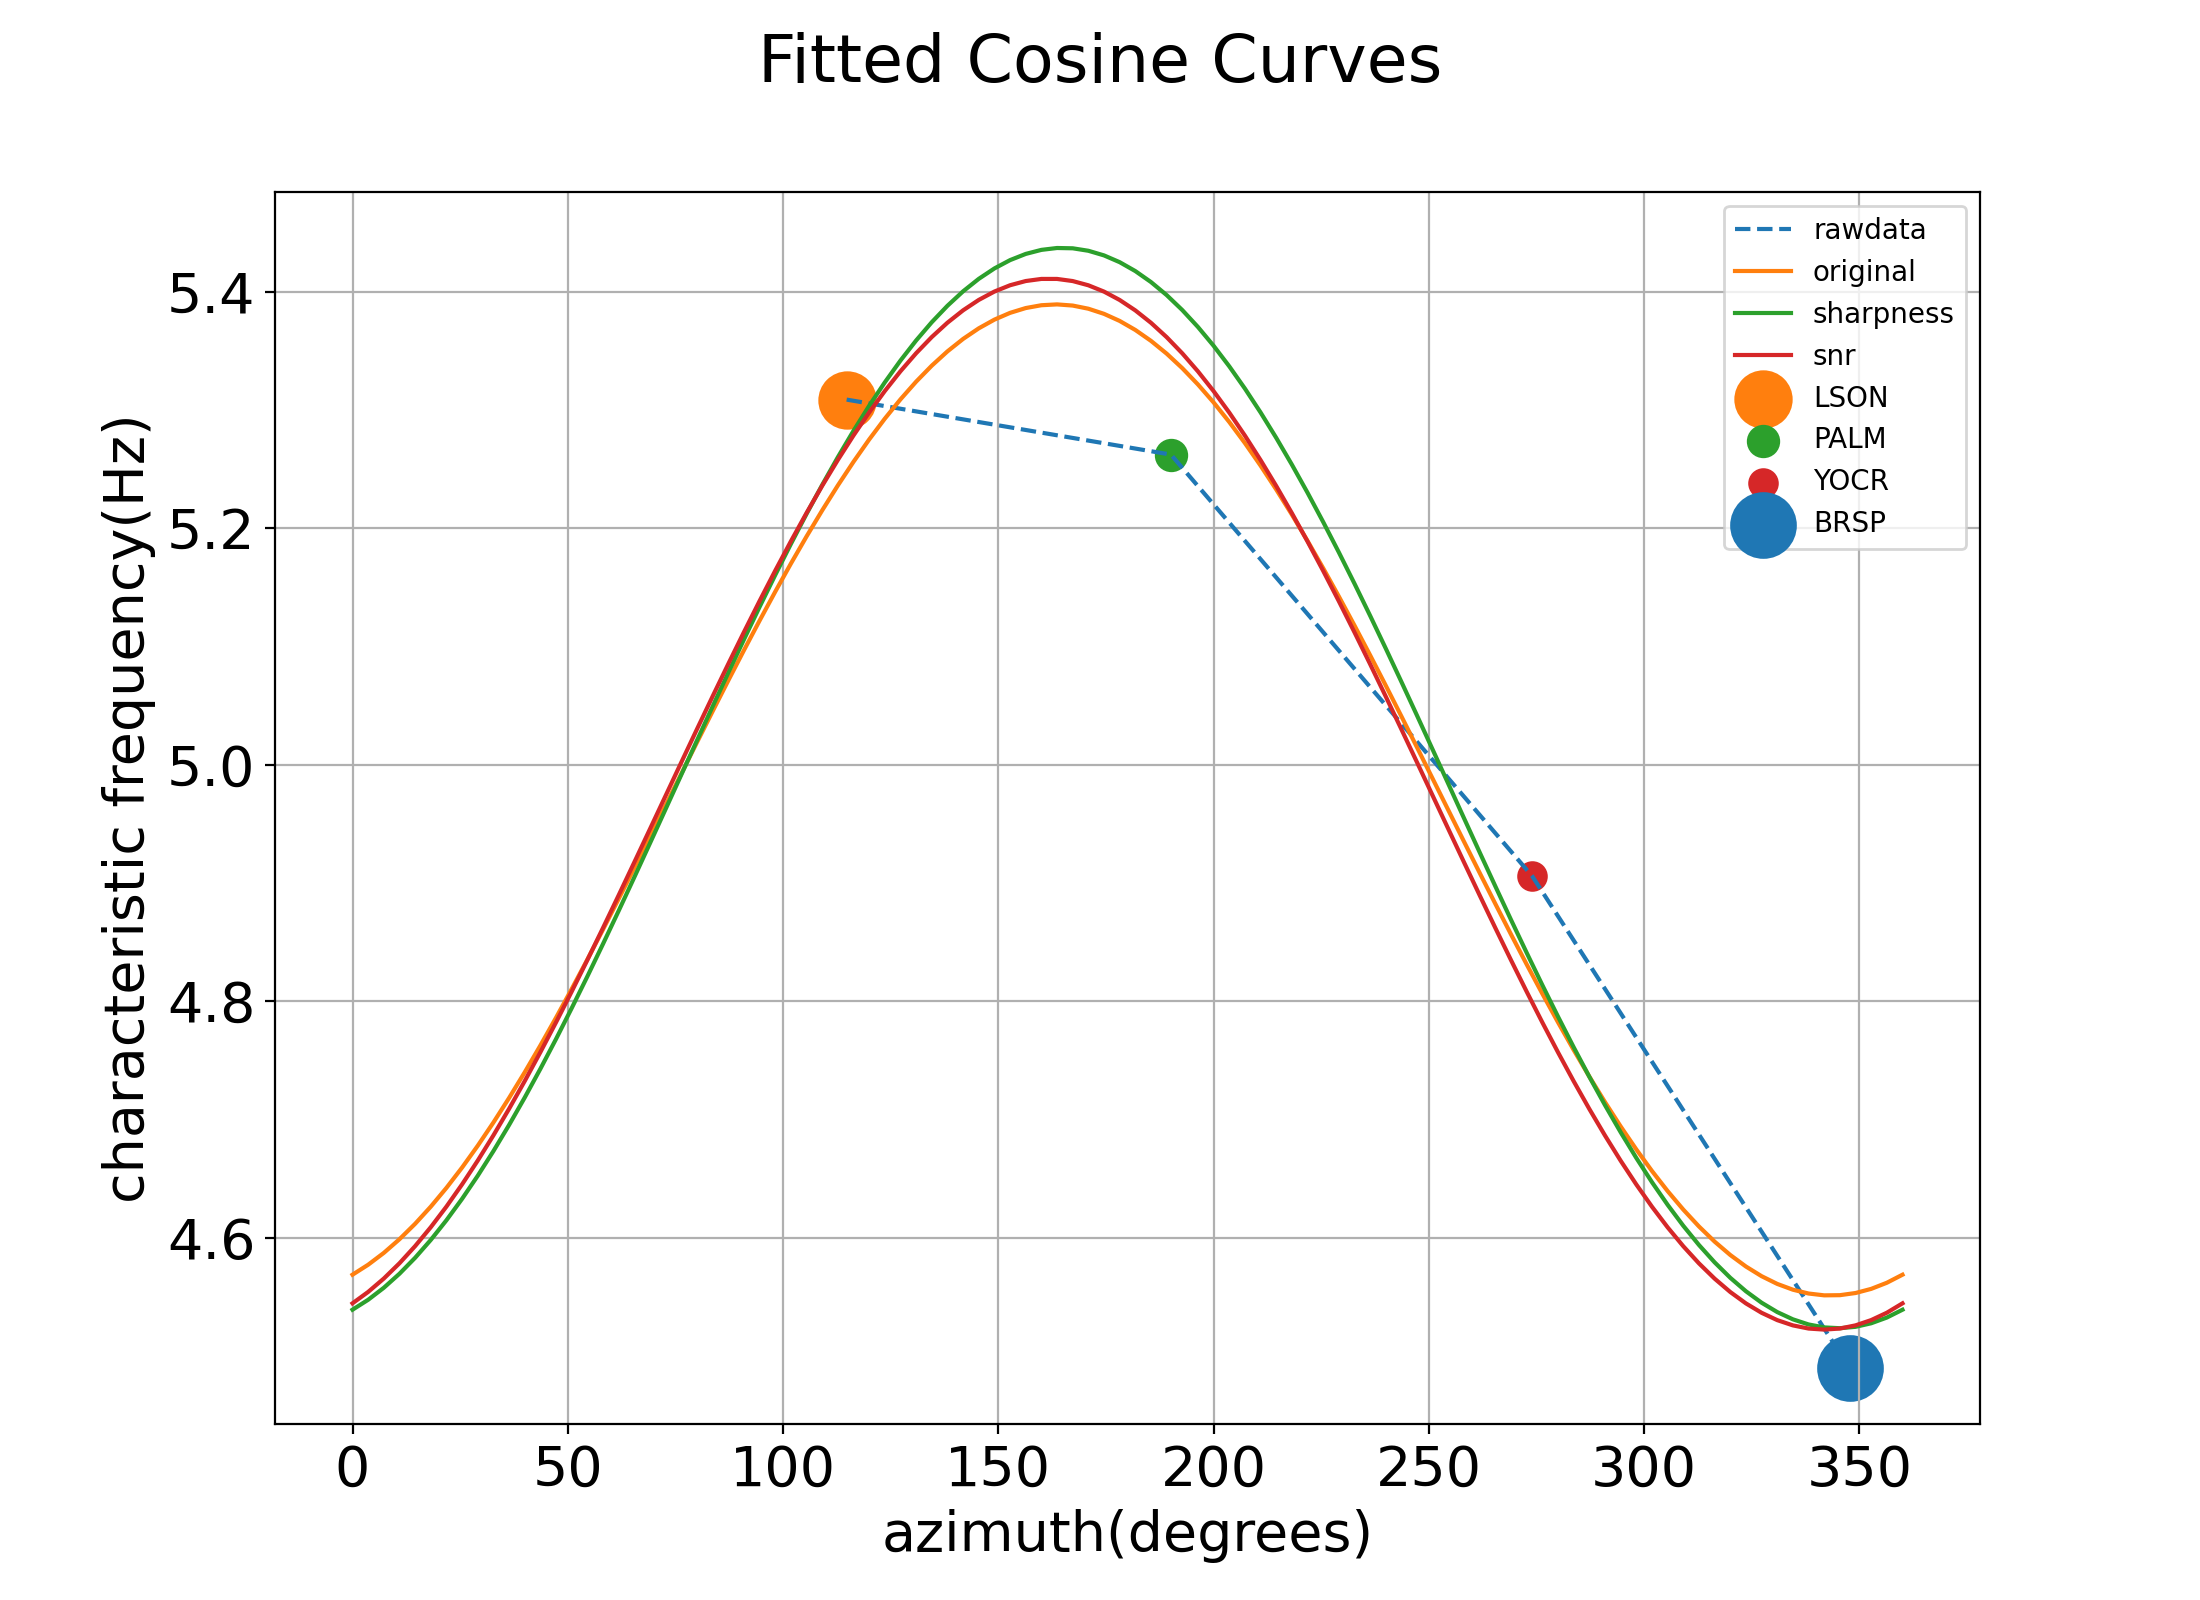 Fitted Cosine Curves
rawdata
original
sharpness
snr
LSON
PALM
YOCR
BRSP
characteristic frequency(Hz)
5.4
5.2
5.0
4.8
4.6
0 50 100 150 200 250 300 350
azimuth(degrees)